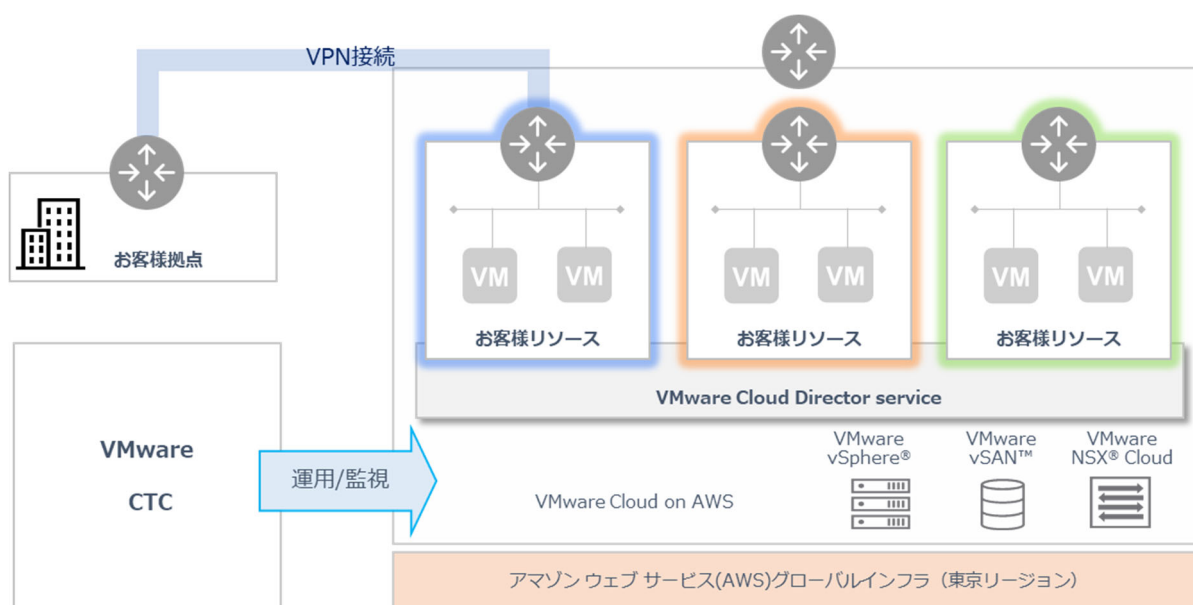 VPN接続
お客様拠点
VM
VM
お客様リソース
VM
VM
お客様リソース
VM
VM
お客様リソース
VMware Cloud Director service
VMware
CTC
運用/監視
VMware Cloud on AWS
VMware
vSphere®
VMware
vSAN™
VMware
NSX® Cloud
アマゾン ウェブ サービス(AWS)グローバルインフラ（東京リージョン）